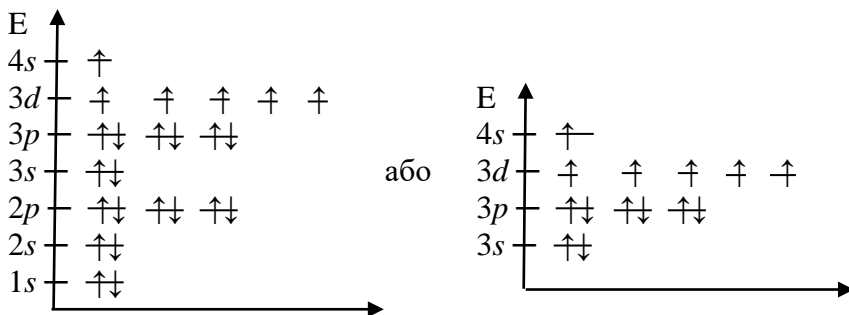 E
4s ↑
3d ↑ ↑ ↑ ↑ ↑
3p ↑↓ ↑↓ ↑↓
3s ↑↓
2p ↑↓ ↑↓ ↑↓
2s ↑↓
1s ↑↓
або
E
4s ↑
3d ↑ ↑ ↑ ↑ ↑
3p ↑↓ ↑↓ ↑↓
3s ↑↓